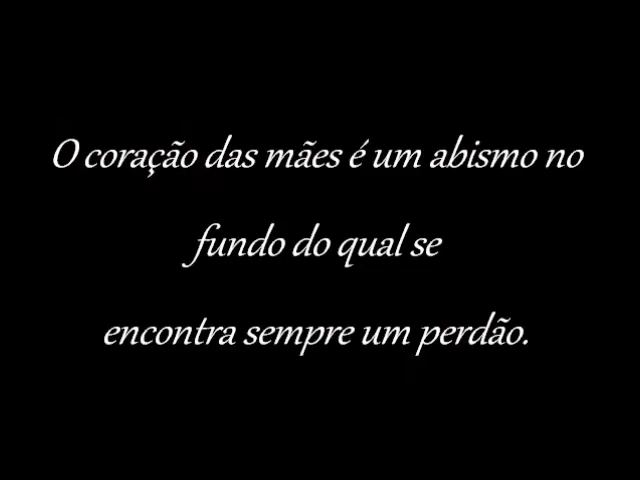 O coração das mães é um abismo no
fundo do qual se
encontra sempre um perdão.